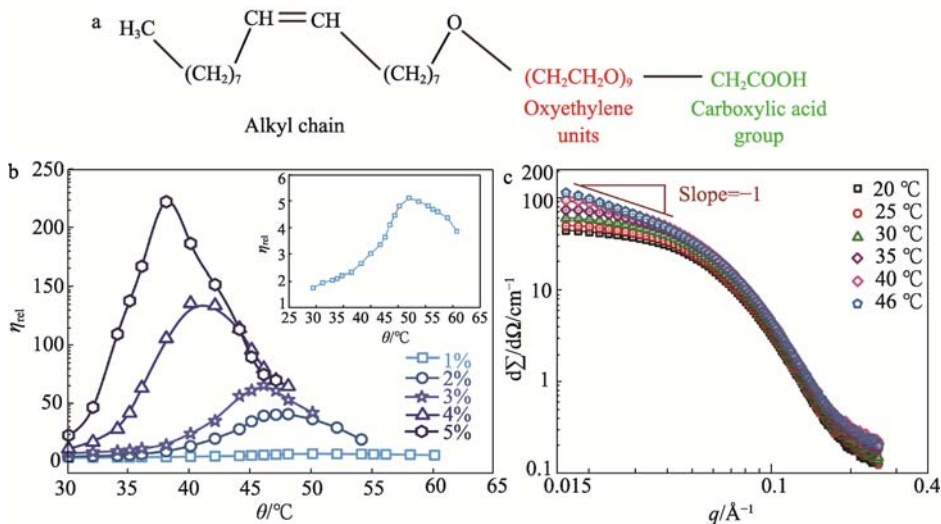 a
H₃C
CH=CH
(CH₂)₇
(CH₂)₇
O
(CH₂CH₂O)₉
CH₂COOH
Alkyl chain
Oxyethylene
units
Carboxylic acid
group
b
250
200
150
100
50
0
η_rel
30 35 40 45 50 55 60 65
θ/℃
6
5
4
3
2
1
η_rel
25 30 35 40 45 50 55 60 65
θ/℃
1%
2%
3%
4%
5%
c
200
100
10
1
0.1
dΣ/dΩ/cm⁻¹
0.015 0.1 0.4
q/Å⁻¹
Slope=−1
20 ℃
25 ℃
30 ℃
35 ℃
40 ℃
46 ℃